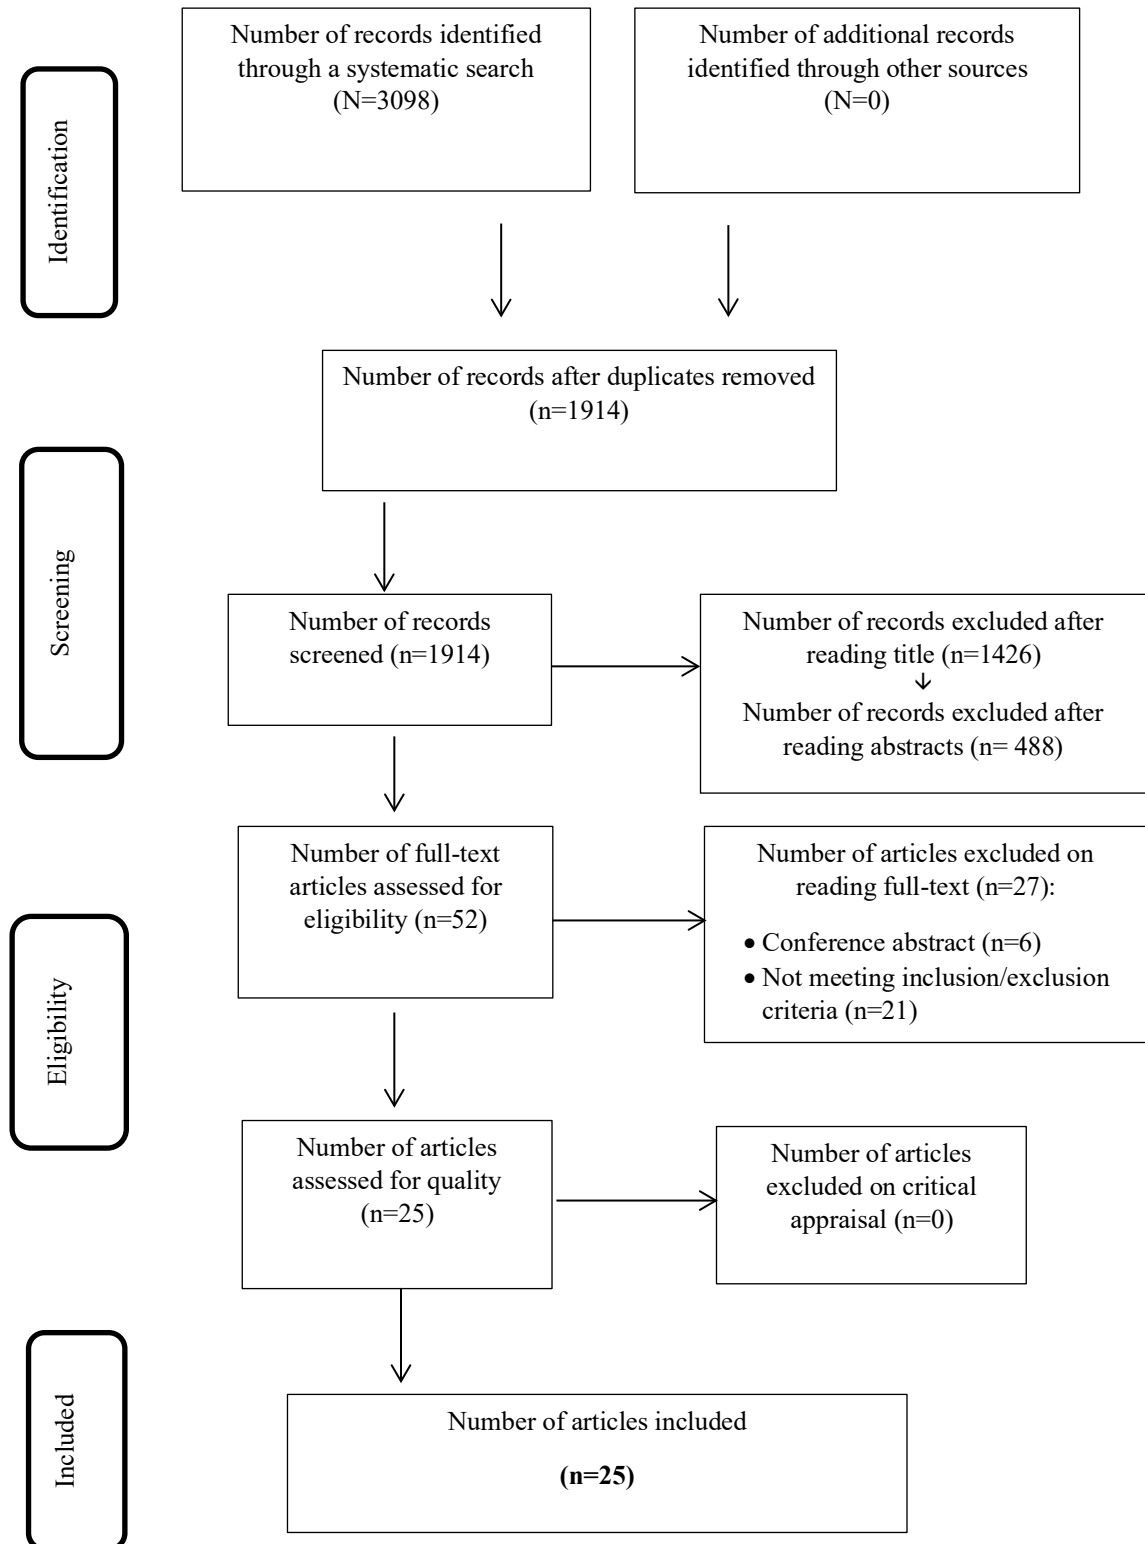 Number of records identified
through a systematic search
(N=3098)
Number of additional records
identified through other sources
(N=0)
Identification
Number of records after duplicates removed
(n=1914)
Screening
Number of records
screened (n=1914)
Number of records excluded after
reading title (n=1426)
Number of records excluded after
reading abstracts (n= 488)
Number of full-text
articles assessed for
eligibility (n=52)
Number of articles excluded on
reading full-text (n=27):
• Conference abstract (n=6)
• Not meeting inclusion/exclusion
criteria (n=21)
Eligibility
Number of articles
assessed for quality
(n=25)
Number of articles
excluded on critical
appraisal (n=0)
Included
Number of articles included
(n=25)